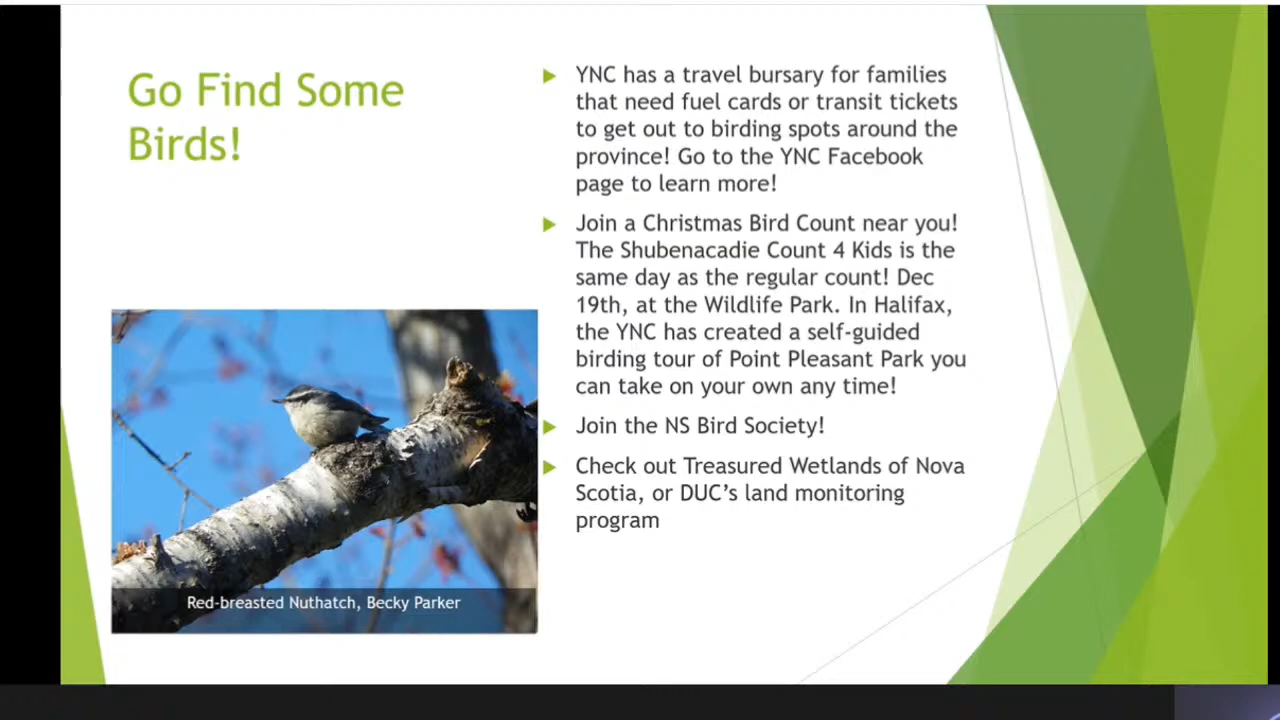 Go Find Some
Birds!
YNC has a travel bursary for families
that need fuel cards or transit tickets
to get out to birding spots around the
province! Go to the YNC Facebook
page to learn more!
Join a Christmas Bird Count near you!
The Shubenacadie Count 4 Kids is the
same day as the regular count! Dec
19th, at the Wildlife Park. In Halifax,
the YNC has created a self-guided
birding tour of Point Pleasant Park you
can take on your own any time!
Join the NS Bird Society!
Check out Treasured Wetlands of Nova
Scotia, or DUC’s land monitoring
program
Red-breasted Nuthatch, Becky Parker